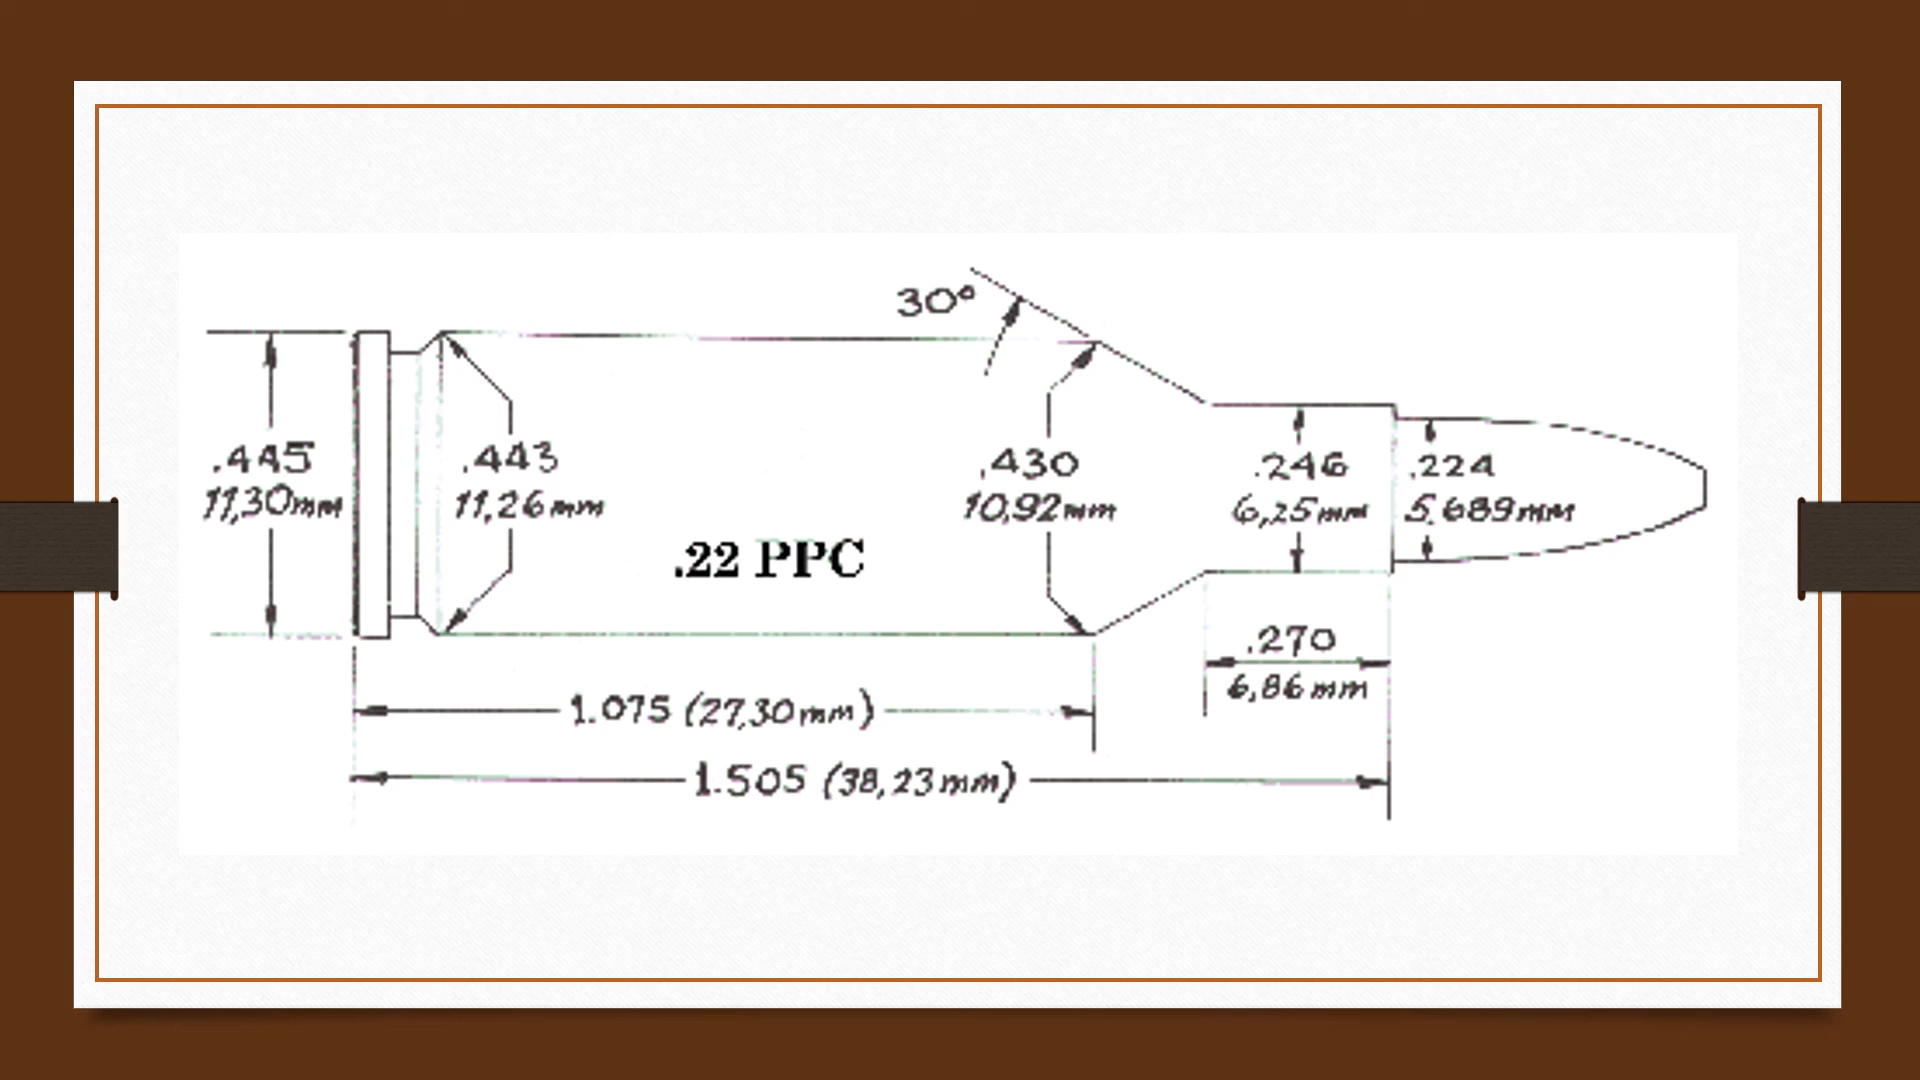 30°
.445
11,30mm
.443
11,26mm
.430
10,92mm
.246
6,25mm
.224
5.689mm
.22 PPC
.270
6,86mm
1.075 (27,30mm)
1.505 (38,23mm)